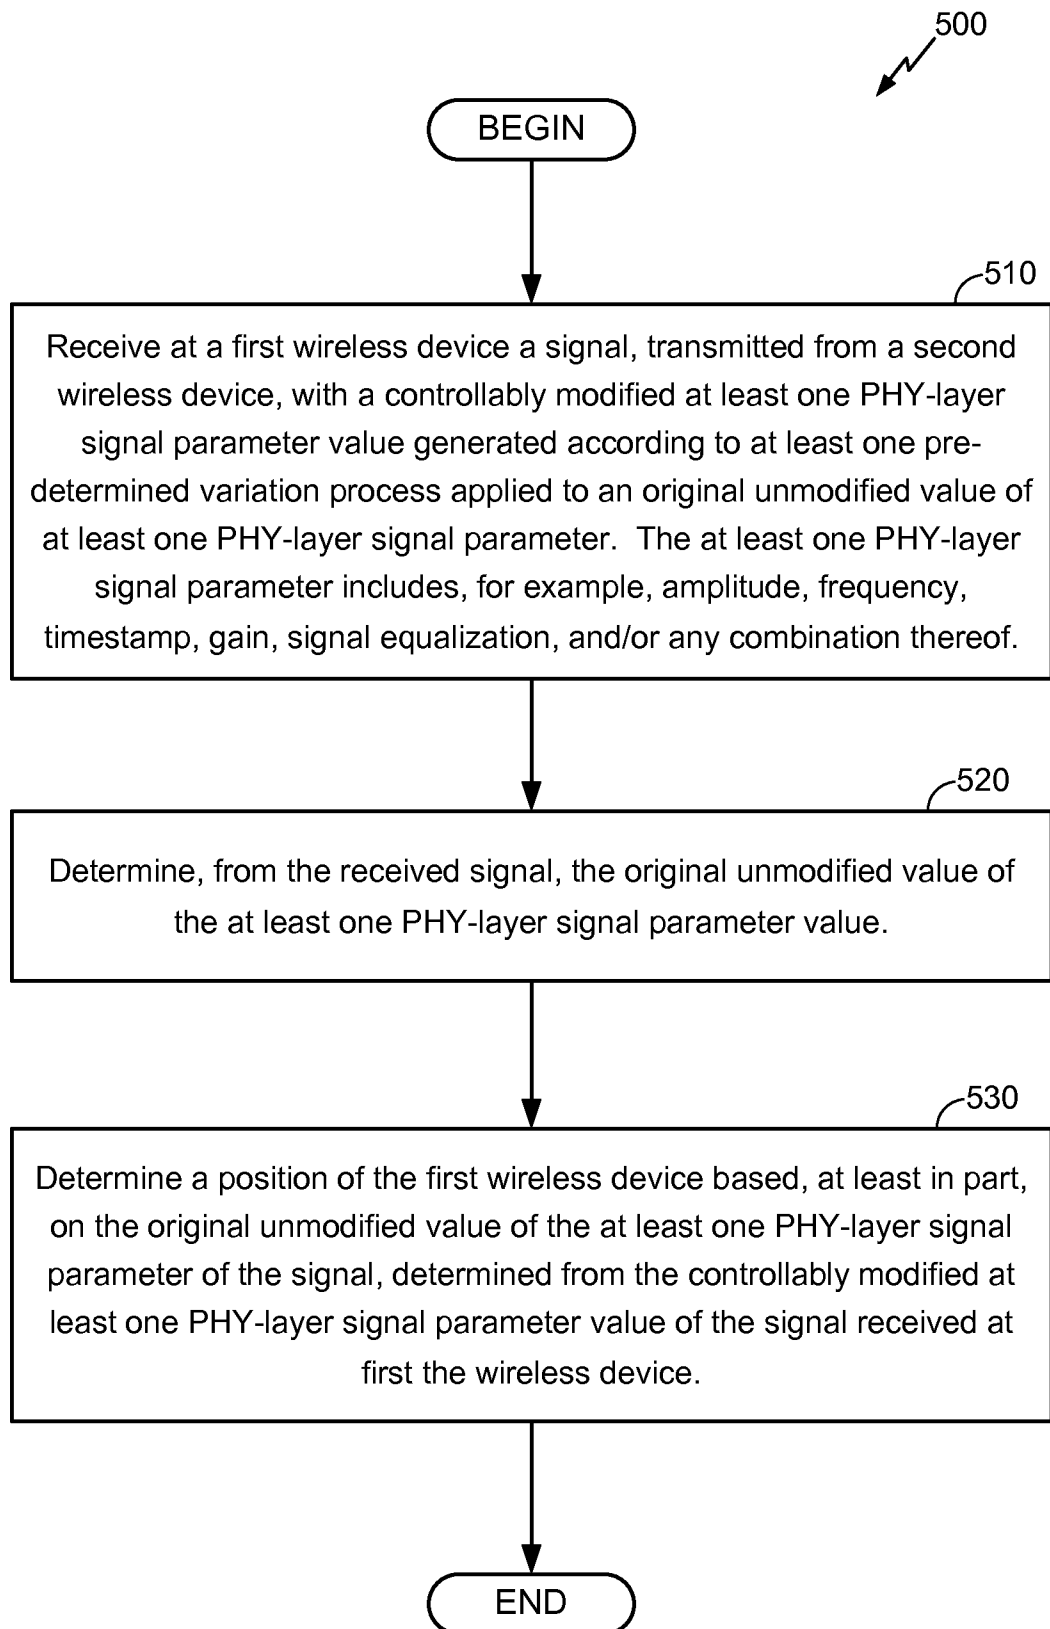 500
BEGIN
510
Receive at a first wireless device a signal, transmitted from a second
wireless device, with a controllably modified at least one PHY-layer
signal parameter value generated according to at least one pre-
determined variation process applied to an original unmodified value of
at least one PHY-layer signal parameter.  The at least one PHY-layer
signal parameter includes, for example, amplitude, frequency,
timestamp, gain, signal equalization, and/or any combination thereof.
520
Determine, from the received signal, the original unmodified value of
the at least one PHY-layer signal parameter value.
530
Determine a position of the first wireless device based, at least in part,
on the original unmodified value of the at least one PHY-layer signal
parameter of the signal, determined from the controllably modified at
least one PHY-layer signal parameter value of the signal received at
first the wireless device.
END